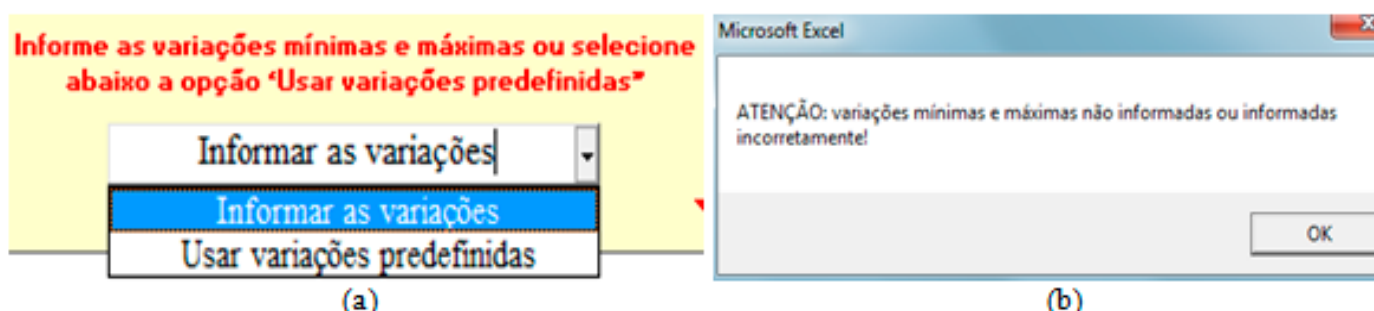 Informe as variações mínimas e máximas ou selecione
abaixo a opção ‘Usar variações predefinidas”
Informar as variações
Informar as variações
Usar variações predefinidas
(a)
Microsoft Excel
ATENÇÃO: variações mínimas e máximas não informadas ou informadas
incorretamente!
OK
(b)